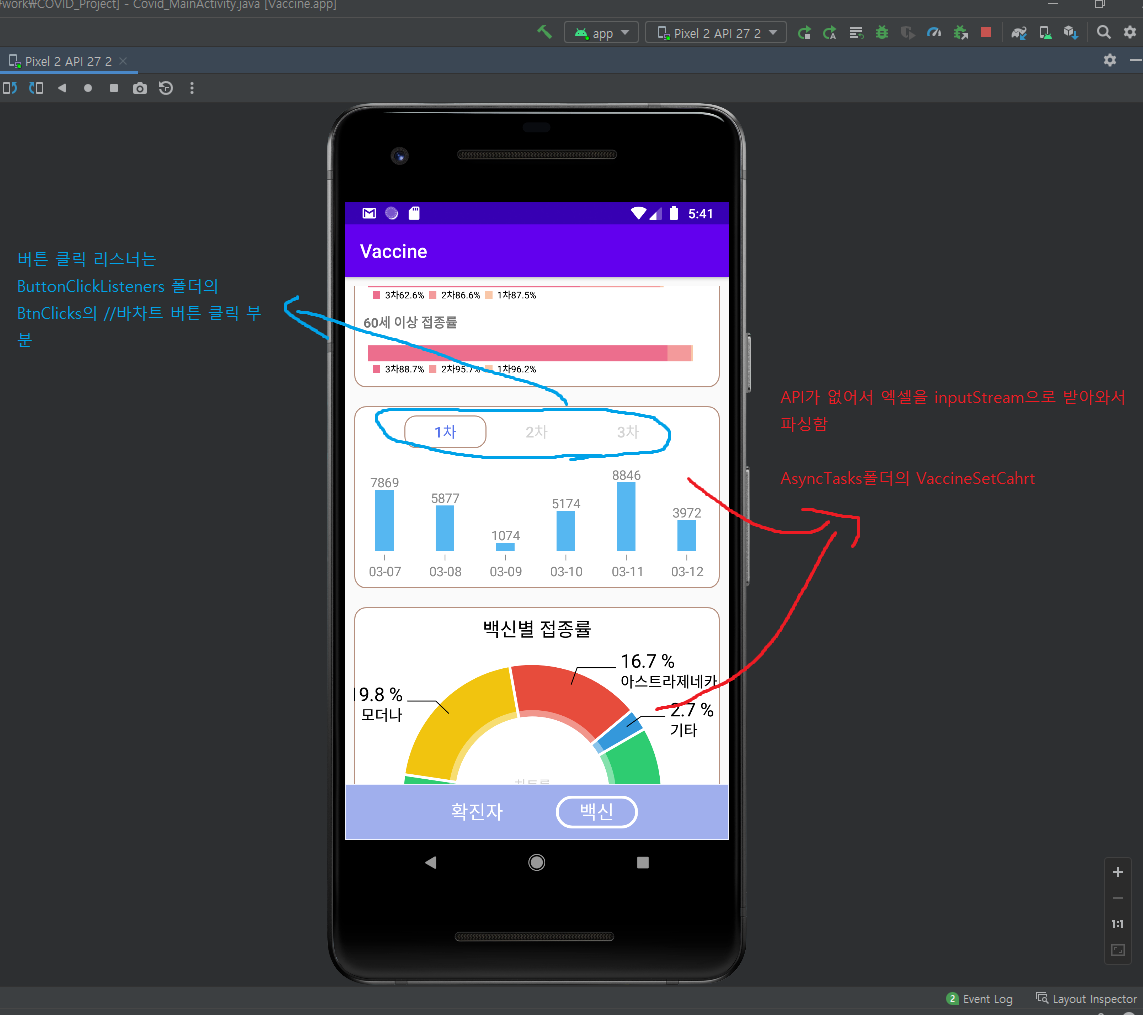 work₩COVID_Project] - Covid_MainActivity.java [Vaccine.app]
app
Pixel 2 API 27 2
Pixel 2 API 27 2
5:41
Vaccine
3차62.6% 2차86.6% 1차87.5%
60세 이상 접종률
3차88.7% 2차95.7% 1차96.2%
버튼 클릭 리스너는
ButtonClickListeners 폴더의
BtnClicks의 //바차트 버튼 클릭 부
분
1차 2차 3차
7869 5877 1074 5174 8846 3972
03-07 03-08 03-09 03-10 03-11 03-12
API가 없어서 엑셀을 inputStream으로 받아와서
파싱함
AsyncTasks폴더의 VaccineSetCahrt
백신별 접종률
16.7 %
아스트라제네카
19.8 %
모더나
2.7 %
기타
확진자 백신
1:1
2 Event Log Layout Inspector